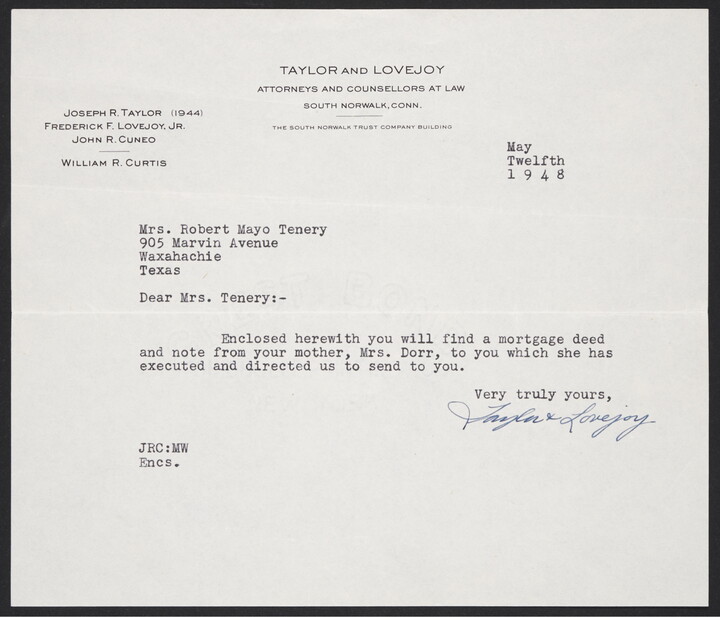 TAYLOR AND LOVEJOY
ATTORNEYS AND COUNSELLORS AT LAW
SOUTH NORWALK, CONN.
THE SOUTH NORWALK TRUST COMPANY BUILDING
JOSEPH R. TAYLOR (1944)
FREDERICK F. LOVEJOY, JR.
JOHN R. CUNEO
WILLIAM R. CURTIS
May
Twelfth
1 9 4 8
Mrs. Robert Mayo Tenery
905 Marvin Avenue
Waxahachie
Texas
Dear Mrs. Tenery:-
Enclosed herewith you will find a mortgage deed
and note from your mother, Mrs. Dorr, to you which she has
executed and directed us to send to you.
Very truly yours,
Taylor & Lovejoy
JRC:MW
Encs.